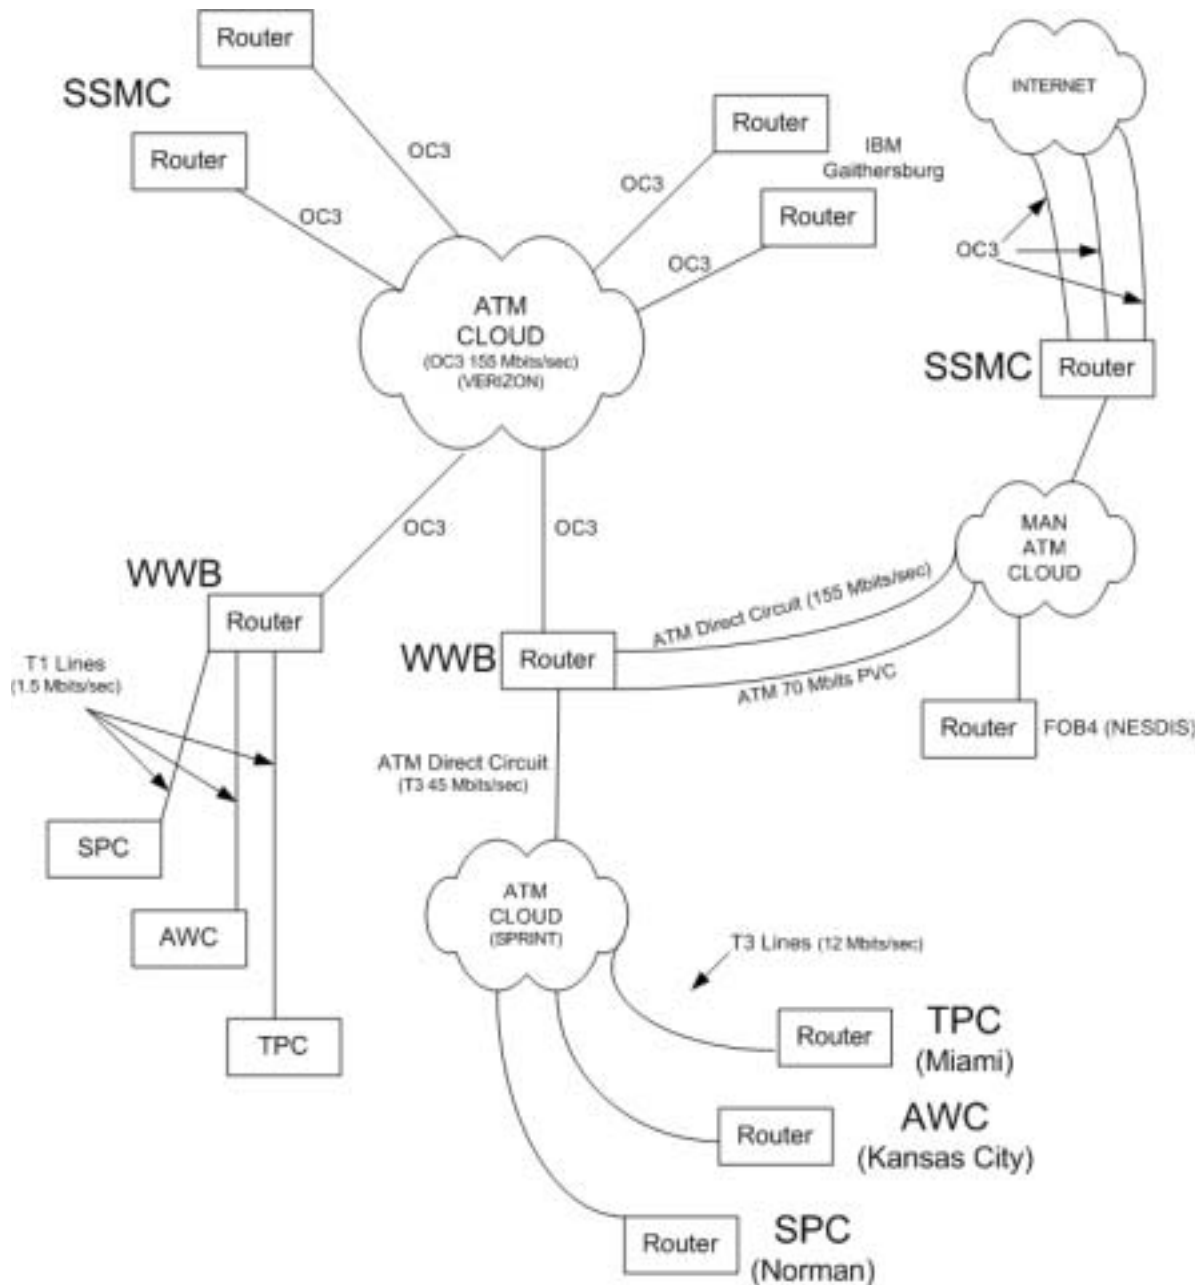 Router
SSMC
Router
OC3
OC3
Router
IBM
Gaithersburg
OC3
Router
OC3
INTERNET
OC3
SSMC
Router
ATM
CLOUD
(OC3 155 Mbits/sec)
(VERIZON)
OC3
OC3
MAN
ATM
CLOUD
WWB
Router
T1 Lines
(1.5 Mbits/sec)
WWB
Router
ATM Direct Circuit (155 Mbits/sec)
ATM 70 Mbits PVC
Router
FOB4 (NESDIS)
ATM Direct Circuit
(T3 45 Mbits/sec)
SPC
AWC
TPC
ATM
CLOUD
(SPRINT)
T3 Lines (12 Mbits/sec)
Router
TPC
(Miami)
Router
AWC
(Kansas City)
Router
SPC
(Norman)